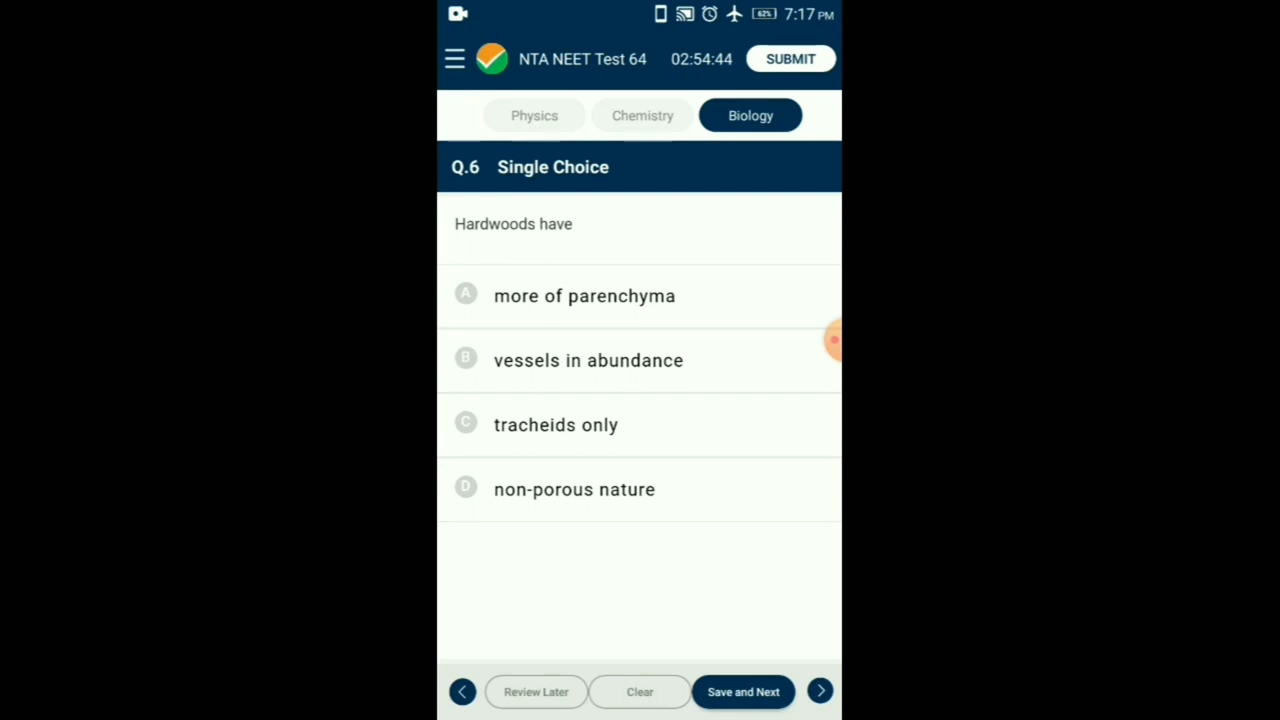 62% 7:17 PM
NTA NEET Test 64 02:54:44 SUBMIT
Physics Chemistry Biology
Q.6 Single Choice
Hardwoods have
A more of parenchyma
B vessels in abundance
C tracheids only
D non-porous nature
Review Later Clear Save and Next